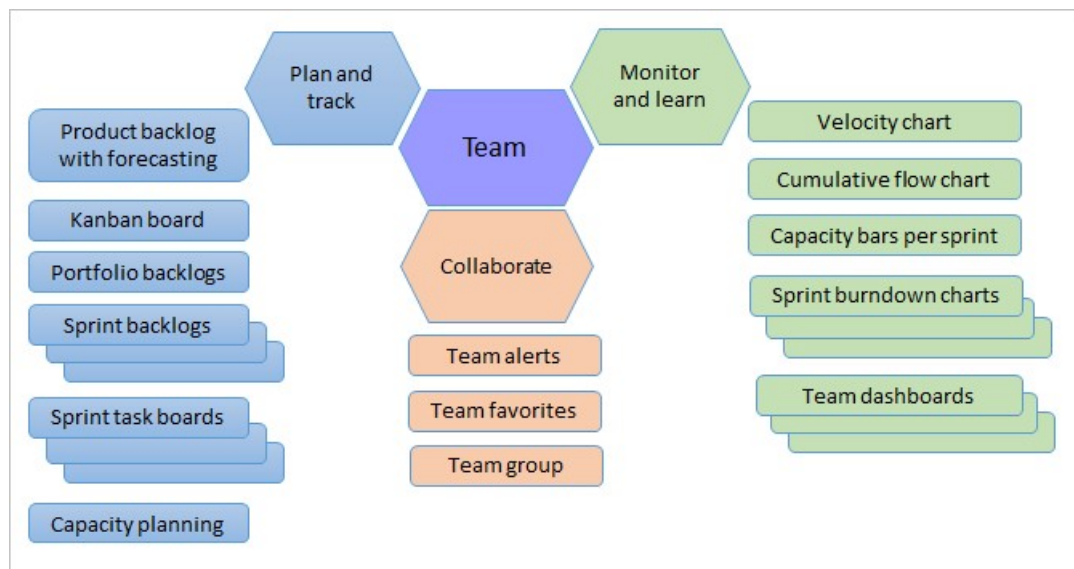 Plan and
track
Monitor
and learn
Team
Collaborate
Product backlog
with forecasting
Kanban board
Portfolio backlogs
Sprint backlogs
Sprint task boards
Capacity planning
Team alerts
Team favorites
Team group
Velocity chart
Cumulative flow chart
Capacity bars per sprint
Sprint burndown charts
Team dashboards